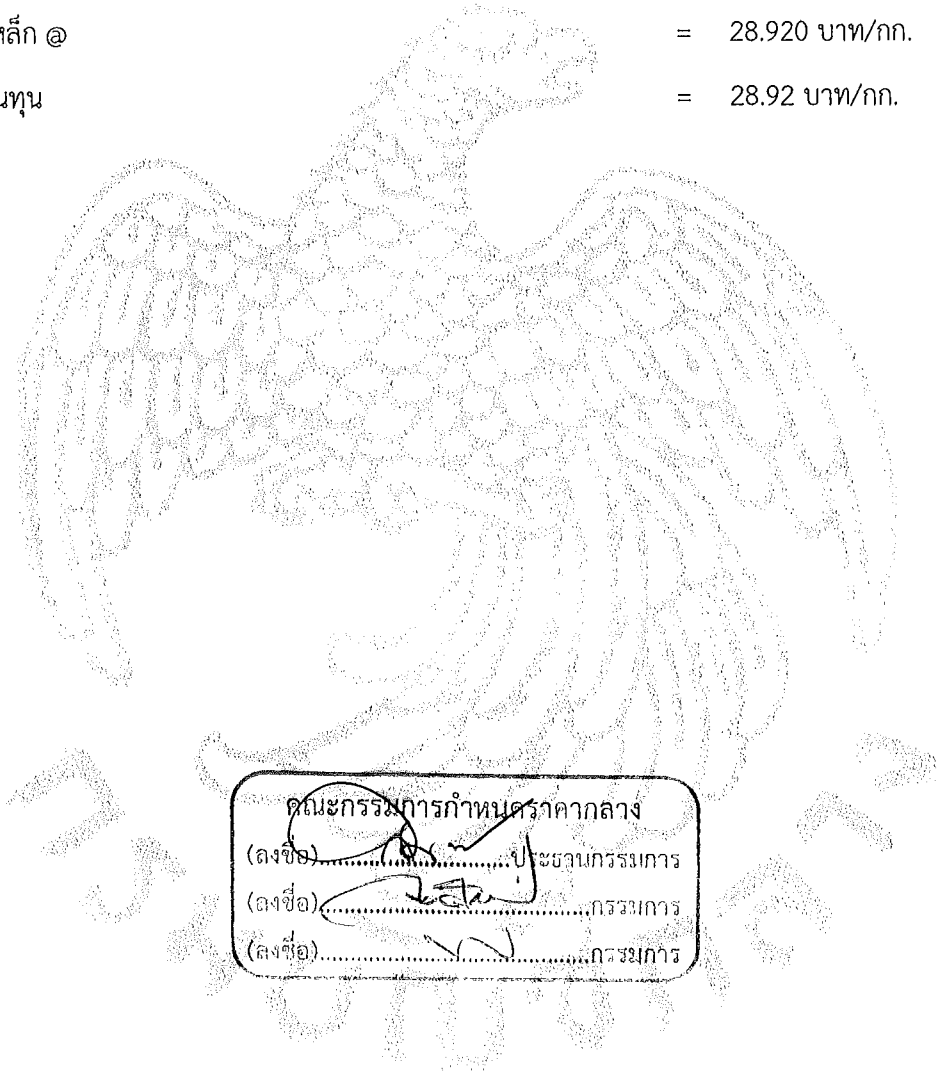 หล็ก @ = 28.920 บาท/กก.
นทุน = 28.92 บาท/กก.
คณะกรรมการกำหนดราคากลาง
(ลงชื่อ)..............................ประธานกรรมการ
(ลงชื่อ)..............................กรรมการ
(ลงชื่อ)..............................กรรมการ